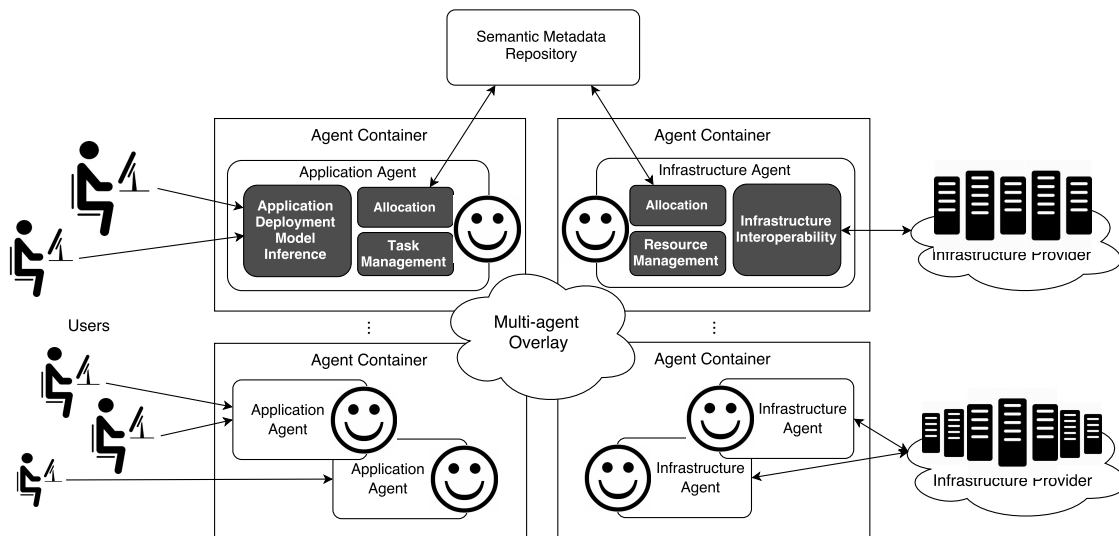 Semantic Metadata
Repository
Agent Container
Application Agent
Application
Deployment
Model
Inference
Allocation
Task
Management
Agent Container
Infrastructure Agent
Allocation
Resource
Management
Infrastructure
Interoperability
Infrastructure Provider
Users
...
Multi-agent
Overlay
...
Agent Container
Application
Agent
Application
Agent
Agent Container
Infrastructure
Agent
Infrastructure
Agent
Infrastructure Provider